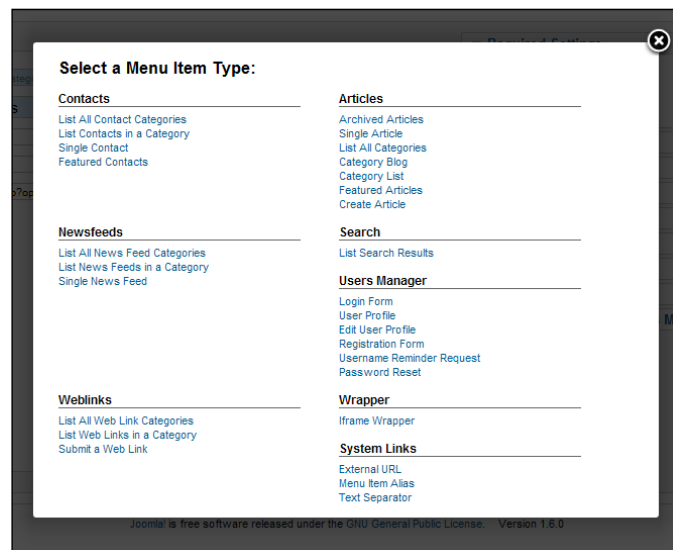 Required Settings
Select a Menu Item Type:
Contacts
List All Contact Categories
List Contacts in a Category
Single Contact
Featured Contacts
Articles
Archived Articles
Single Article
List All Categories
Category Blog
Category List
Featured Articles
Create Article
Newsfeeds
List All News Feed Categories
List News Feeds in a Category
Single News Feed
Search
List Search Results
Users Manager
Login Form
User Profile
Edit User Profile
Registration Form
Username Reminder Request
Password Reset
Weblinks
List All Web Link Categories
List Web Links in a Category
Submit a Web Link
Wrapper
Iframe Wrapper
System Links
External URL
Menu Item Alias
Text Separator
Joomla! is free software released under the GNU General Public License. Version 1.6.0